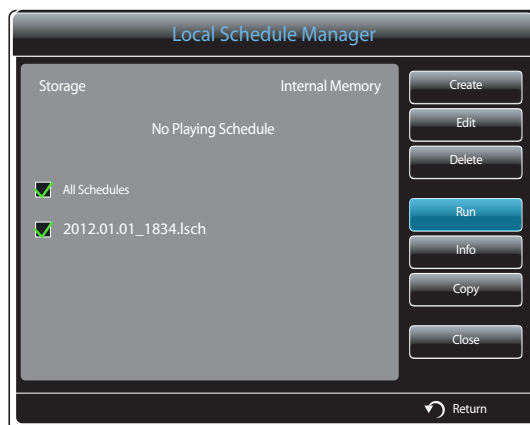 Local Schedule Manager
Storage Internal Memory
No Playing Schedule
All Schedules
2012.01.01_1834.lsch
Create
Edit
Delete
Run
Info
Copy
Close
Return